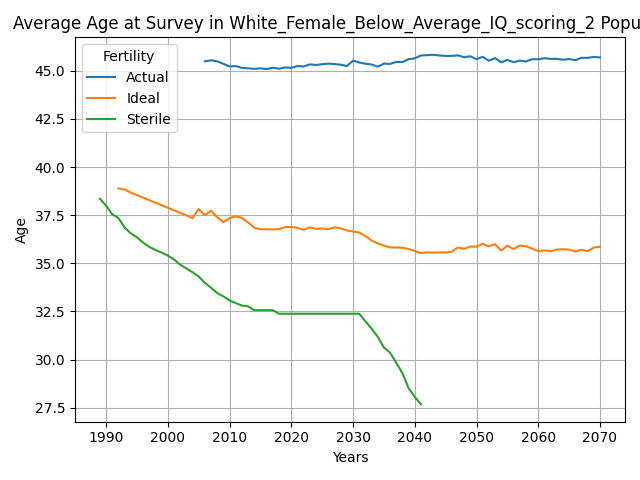 Average Age at Survey in White_Female_Below_Average_IQ_scoring_2 Popu
Fertility
Actual
Ideal
Sterile
Age
45.0
42.5
40.0
37.5
35.0
32.5
30.0
27.5
1990 2000 2010 2020 2030 2040 2050 2060 2070
Years